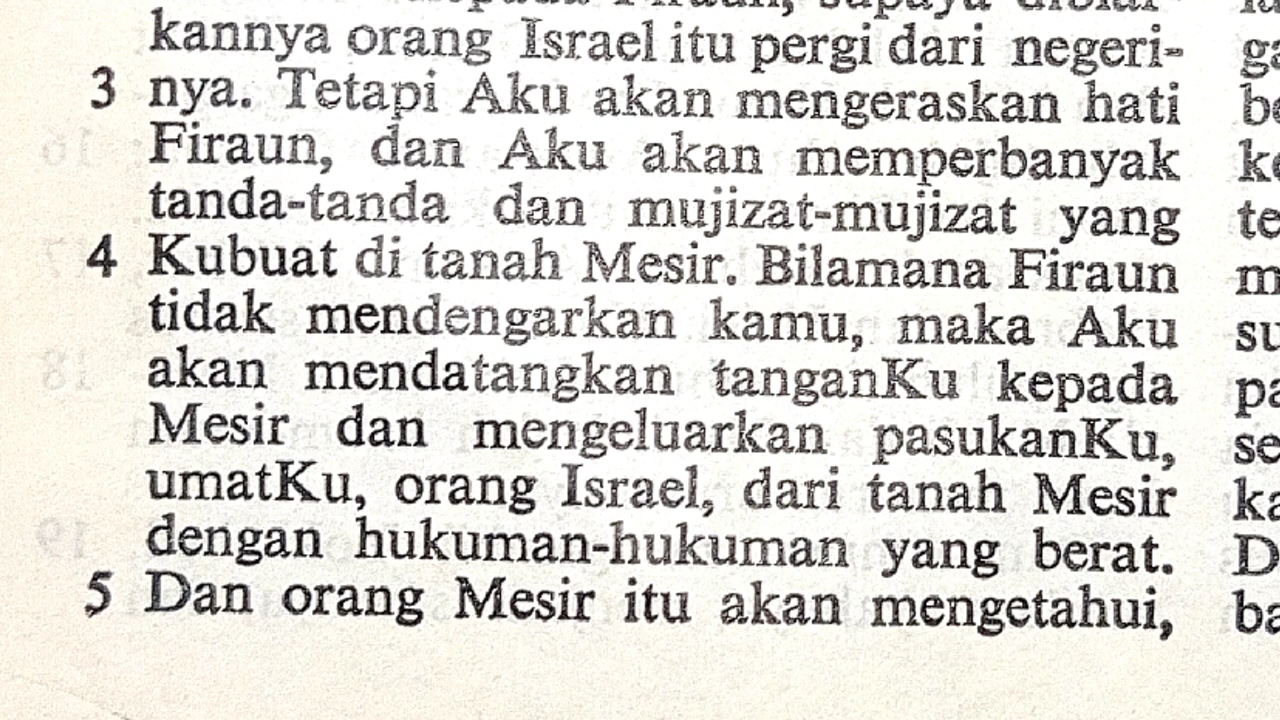 kannya orang Israel itu pergi dari negeri-
3 nya. Tetapi Aku akan mengeraskan hati
Firaun, dan Aku akan memperbanyak
tanda-tanda dan mujizat-mujizat yang
4 Kubuat di tanah Mesir. Bilamana Firaun
tidak mendengarkan kamu, maka Aku
akan mendatangkan tanganKu kepada
Mesir dan mengeluarkan pasukanKu,
umatKu, orang Israel, dari tanah Mesir
dengan hukuman-hukuman yang berat.
5 Dan orang Mesir itu akan mengetahui,